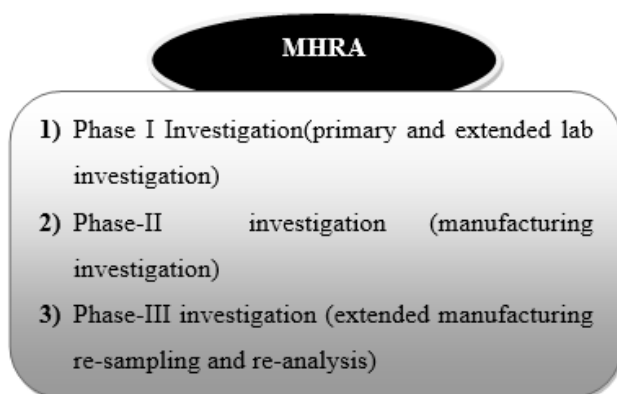 MHRA
1) Phase I Investigation(primary and extended lab
investigation)
2) Phase-II investigation (manufacturing
investigation)
3) Phase-III investigation (extended manufacturing
re-sampling and re-analysis)